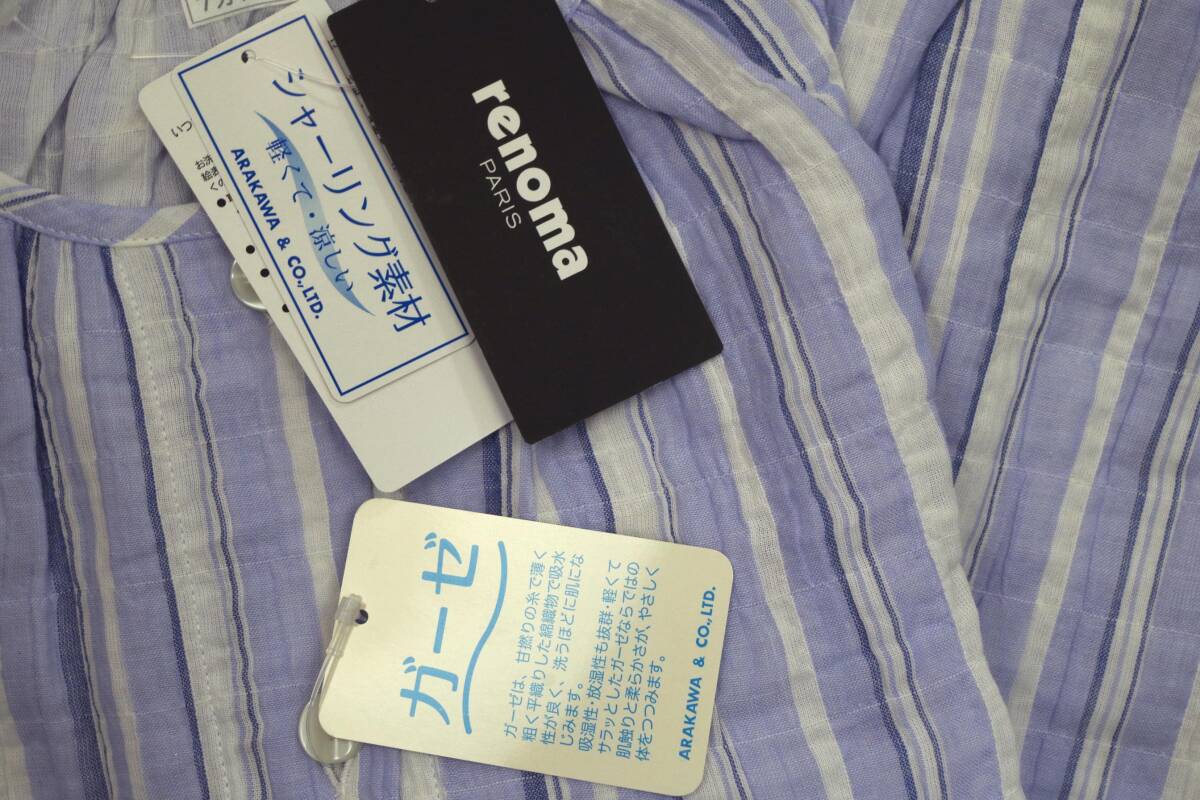 renoma
PARIS
シャーリング素材
軽くて・涼しい
ARAKAWA & CO.,LTD.
いつ
お洗
ガーゼ
ガーゼは、甘撚りの糸で薄く
粗く平織りした綿織物で吸水
性が良く、洗うほどに肌にな
じみます。
吸湿性・放湿性も抜群・軽くて
サラッとしたガーゼならではの
肌触りと柔らかさが、やさしく
体をつつみます。
ARAKAWA & CO.,LTD.